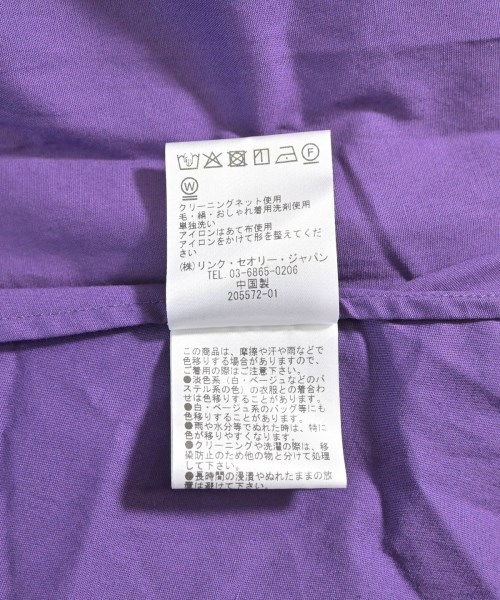 F
W
クリーニングネット使用
毛・絹・おしゃれ着用洗剤使用
単独洗い
アイロンはあて布使用
アイロンをかけて形を整えてくだ
さい
(株)リンク・セオリー・ジャパン
TEL. 03-6865-0206
中国製
205572-01
この商品は、摩擦や汗や雨などで
色移りする場合がありますので、
ご着用の際はご注意下さい。
●淡色系（白・ベージュなどのパ
ステル系の色）の衣服との着合わ
せは色移りすることがあります。
●白・ベージュ系のバッグ等にも
色移りすることがあります。
●雨や水分等でぬれた時は、特に
色が移りやすくなります。
●クリーニングや洗濯の際は、移
染防止のため他の物と分けて処理
して下さい。
●長時間の浸漬やぬれたままの放
置は避けて下さい。